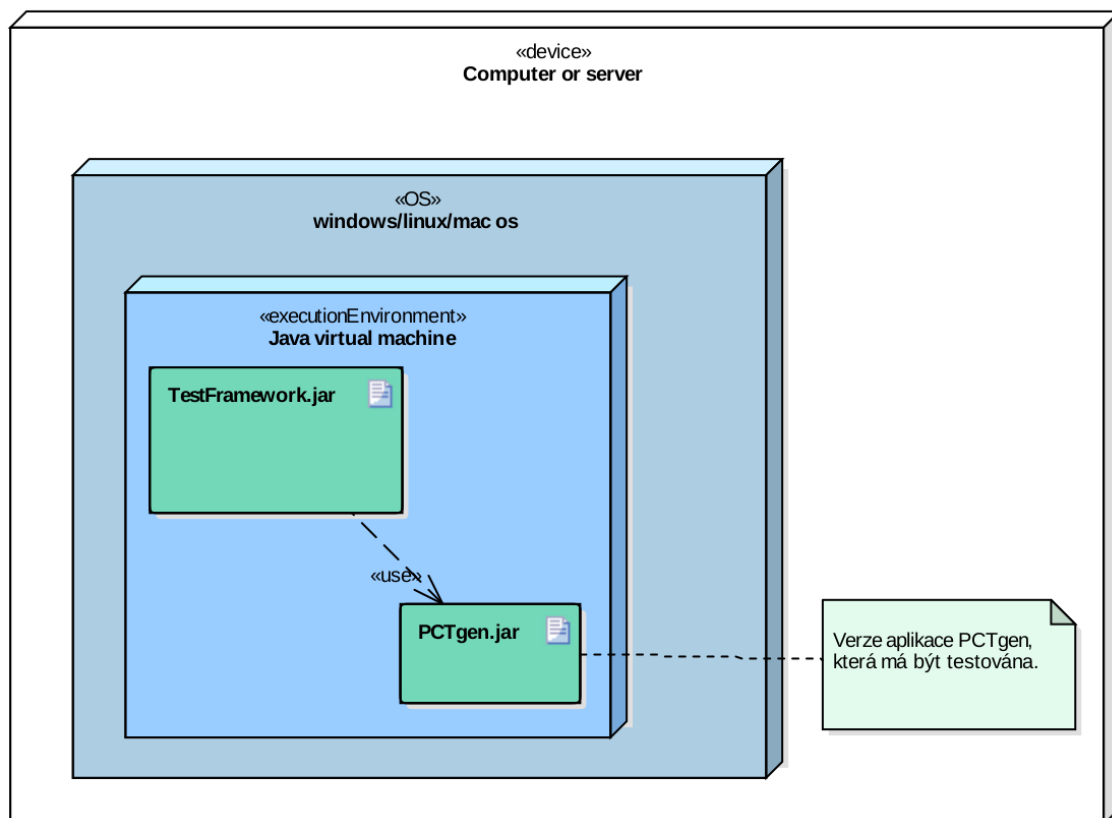 «device»
Computer or server
«OS»
windows/linux/mac os
«executionEnvironment»
Java virtual machine
TestFramework.jar
«use»
PCTgen.jar
Verze aplikace PCTgen,
která má být testována.